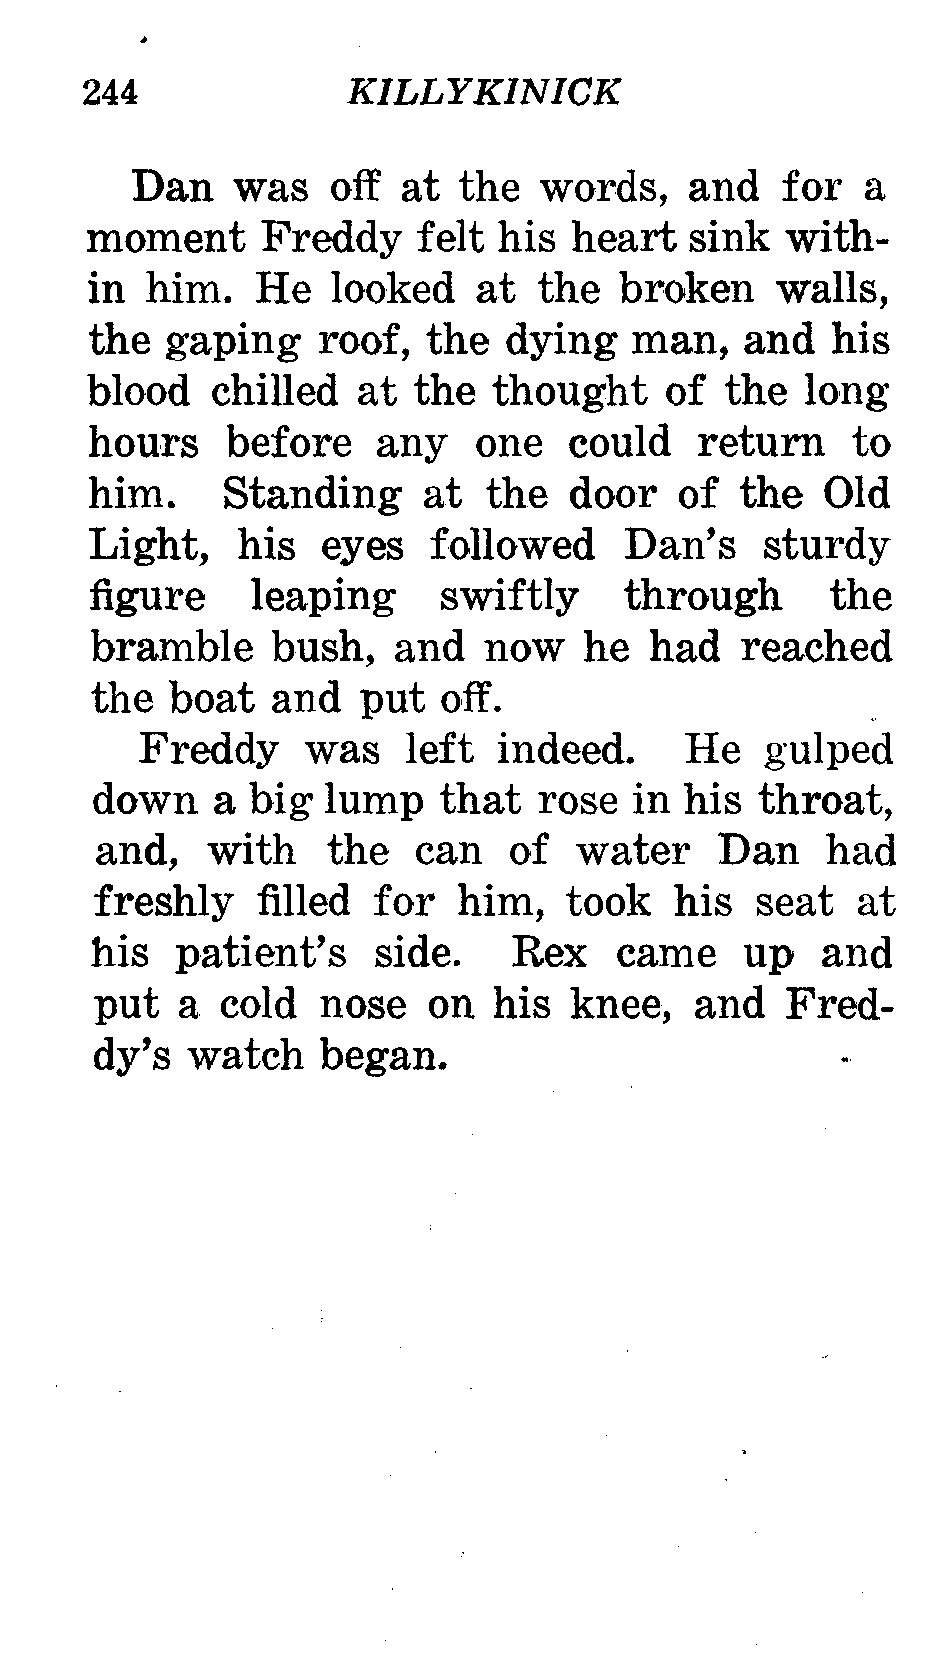 244 KILLYKINICK
Dan was off at the words, and for a
moment Freddy felt his heart sink with-
in him. He looked at the broken walls,
the gaping roof, the dying man, and his
blood chilled at the thought of the long
hours before any one could return to
him. Standing at the door of the Old
Light, his eyes followed Dan's sturdy
figure leaping swiftly through the
bramble bush, and now he had reached
the boat and put off.
Freddy was left indeed. He gulped
down a big lump that rose in his throat,
and, with the can of water Dan had
freshly filled for him, took his seat at
his patient's side. Rex came up and
put a cold nose on his knee, and Fred-
dy's watch began.